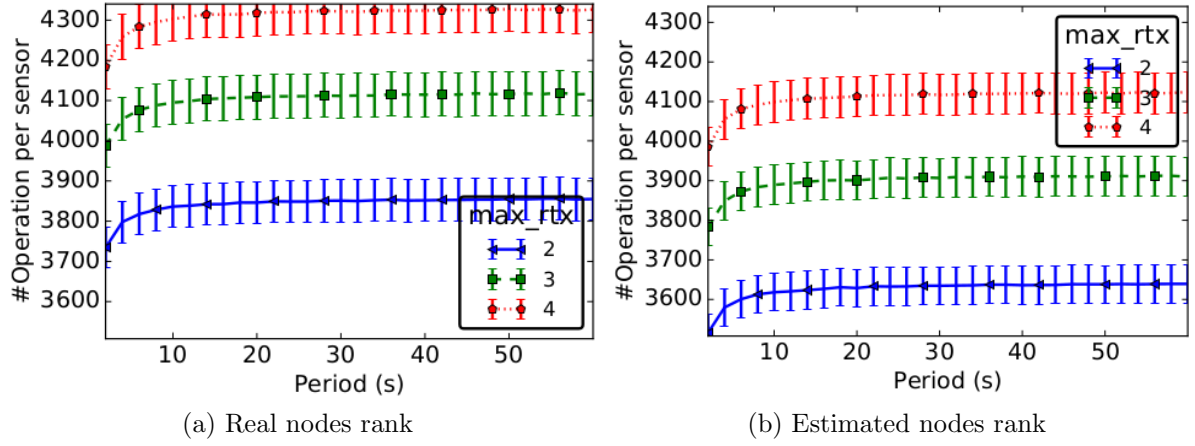 #Operation per sensor
4300
4200
4100
4000
3900
3800
3700
3600
10 20 30 40 50
Period (s)
max_rtx
2
3
4
(a) Real nodes rank
#Operation per sensor
4300
4200
4100
4000
3900
3800
3700
3600
10 20 30 40 50
Period (s)
max_rtx
2
3
4
(b) Estimated nodes rank